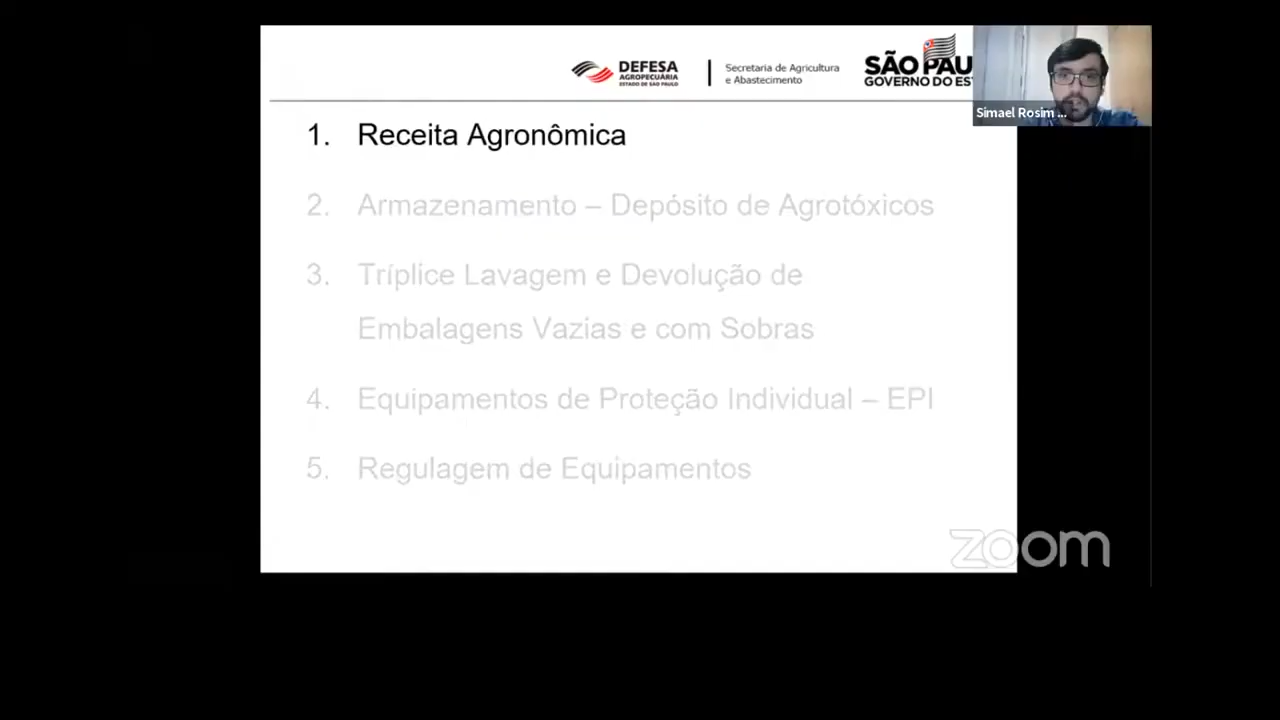 DEFESA
AGROPECUÁRIA
ESTADO DE SÃO PAULO
Secretaria de Agricultura
e Abastecimento
SÃO PAU
GOVERNO DO ES
Simael Rosim ...
1. Receita Agronômica
2. Armazenamento – Depósito de Agrotóxicos
3. Tríplice Lavagem e Devolução de
Embalagens Vazias e com Sobras
4. Equipamentos de Proteção Individual – EPI
5. Regulagem de Equipamentos
zoom